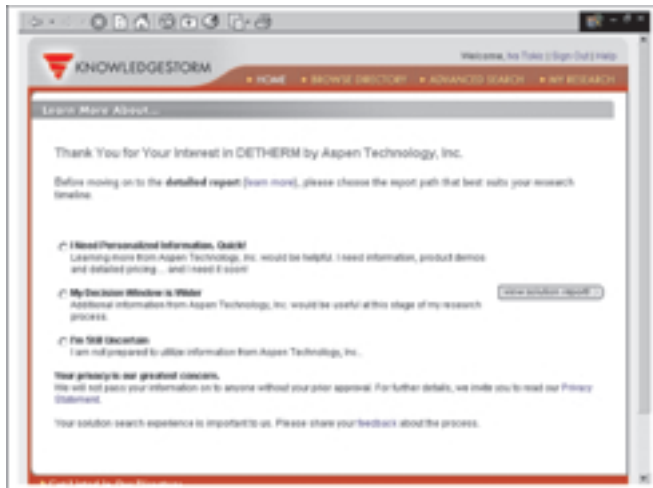 Welcome, Ivo Totev | Sign Out | Help
KNOWLEDGESTORM
HOME BROWSE DIRECTORY ADVANCED SEARCH MY RESEARCH
Learn More About...
Thank You for Your Interest in DETHERM by Aspen Technology, Inc.
Before moving on to the detailed report (learn more), please choose the report path that best suits your research
timeline.
I Need Personalized Information, Quick!
Learning more from Aspen Technology, Inc. would be helpful. I need information, product demos
and detailed pricing... and I need it soon!
My Decision Window is Wider
view solution report
Additional information from Aspen Technology, Inc. would be useful at this stage of my research
process.
I'm Still Uncertain
I am not prepared to utilize information from Aspen Technology, Inc..
Your privacy is our greatest concern.
We will not pass your information on to anyone without your prior approval. For further details, we invite you to read our Privacy
Statement.
Your solution search experience is important to us. Please share your feedback about the process.
Get Listed in Our Directory